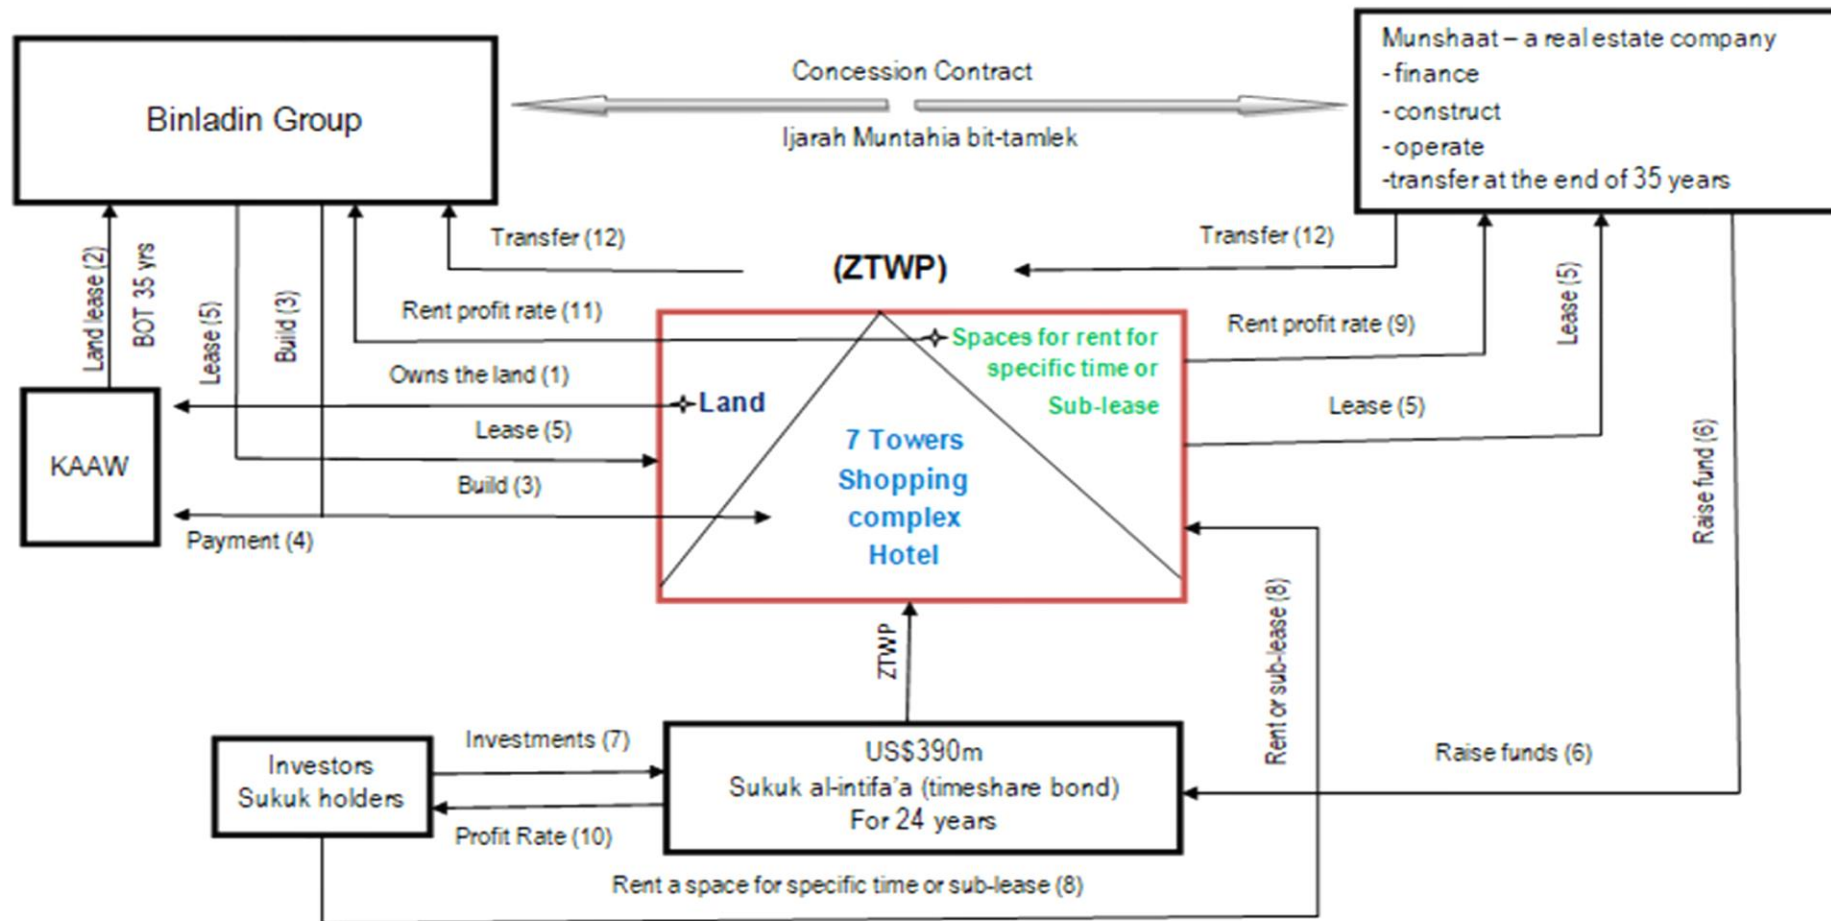 Binladin Group
Concession Contract
Ijarah Muntahia bit-tamlek
Munshaat – a real estate company
- finance
- construct
- operate
-transfer at the end of 35 years
Land lease (2)
BOT 35 yrs
Lease (5)
Build (3)
Transfer (12)
(ZTWP)
Transfer (12)
Rent profit rate (11)
Owns the land (1)
Lease (5)
Build (3)
Payment (4)
KAAW
Land
Spaces for rent for
specific time or
Sub-lease
7 Towers
Shopping
complex
Hotel
Rent profit rate (9)
Lease (5)
Lease (5)
Raise fund (6)
Rent or sub-lease (8)
ZTWP
Investors
Sukuk holders
Investments (7)
Profit Rate (10)
US$390m
Sukuk al-intifa'a (timeshare bond)
For 24 years
Raise funds (6)
Rent a space for specific time or sub-lease (8)